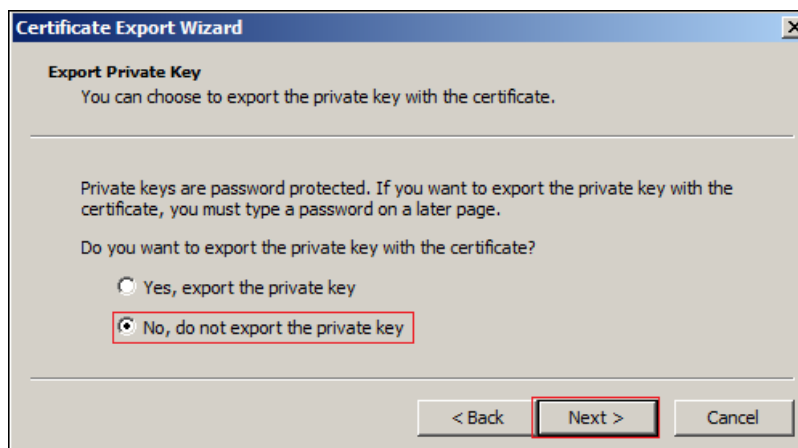 Certificate Export Wizard
Export Private Key
You can choose to export the private key with the certificate.
Private keys are password protected. If you want to export the private key with the
certificate, you must type a password on a later page.
Do you want to export the private key with the certificate?
Yes, export the private key
No, do not export the private key
< Back Next > Cancel